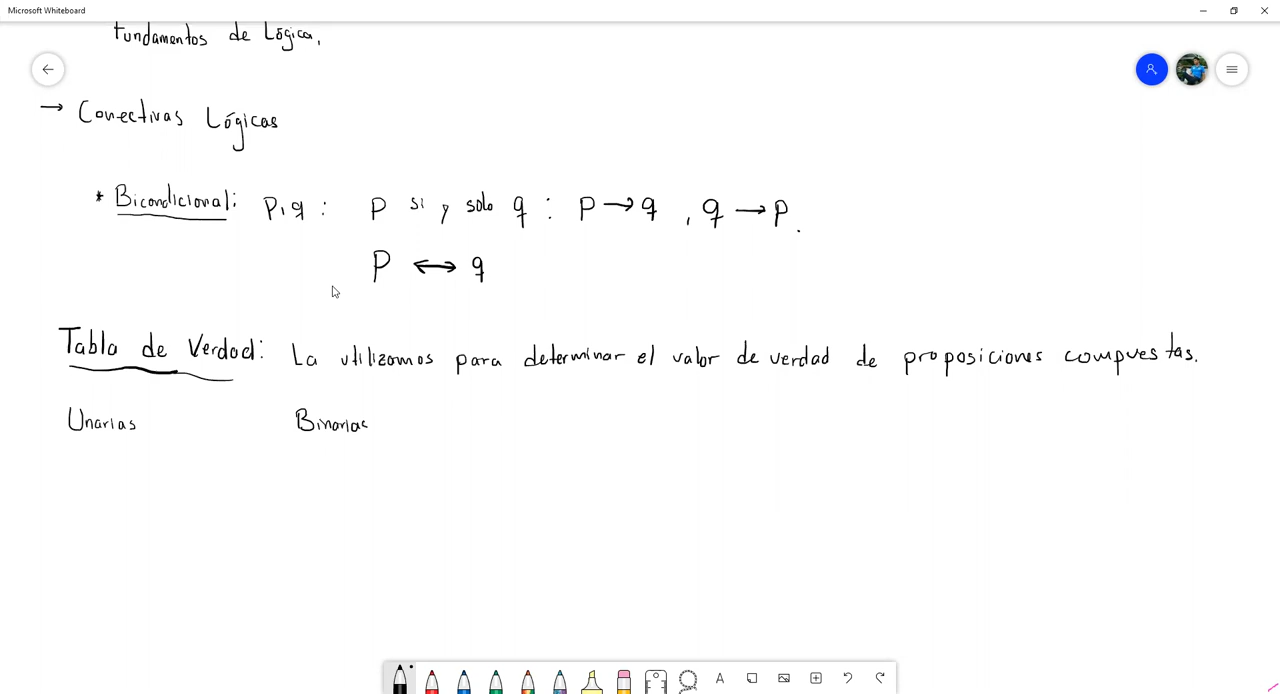 Microsoft Whiteboard
Fundamentos de Lógica.
→ Conectivas Lógicas
* Bicondicional: P, q : P si y solo q : P → q , q → P.
P ↔ q
Tabla de Verdad: La utilizamos para determinar el valor de verdad de proposiciones compuestas.
Unarias Binarias